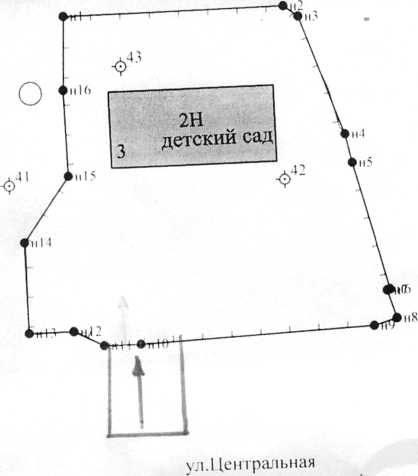 н1
н2
н3
43
н16
2Н
детский сад
3
н4
н5
41
н15
42
н14
н6
н8
н9
н13
н12
н11
н10
ул.Центральная